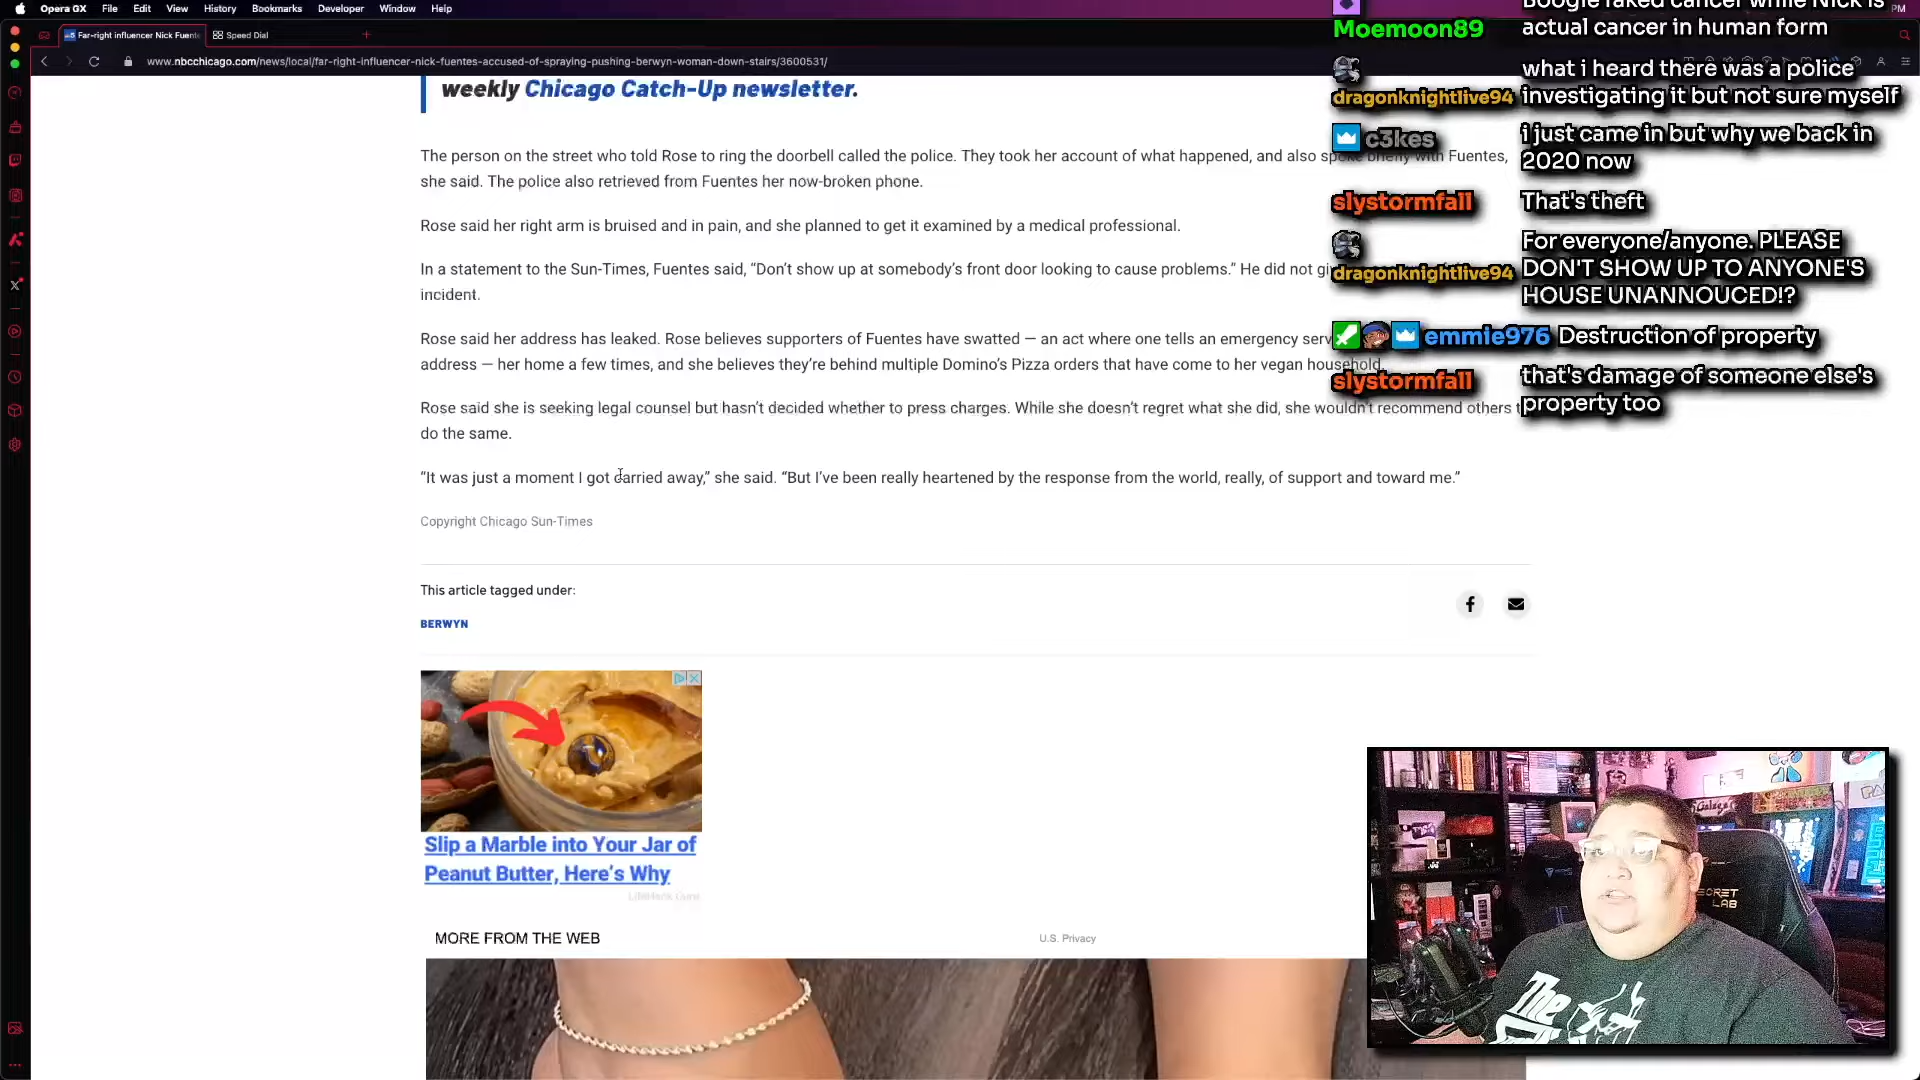 Opera GX File Edit View History Bookmarks Developer Window Help
PM
Far-right influencer Nick Fuente Speed Dial
www.nbcchicago.com/news/local/far-right-influencer-nick-fuentes-accused-of-spraying-pushing-berwyn-woman-down-stairs/3600531/
weekly Chicago Catch-Up newsletter.
The person on the street who told Rose to ring the doorbell called the police. They took her account of what happened, and also spoke briefly with Fuentes,
she said. The police also retrieved from Fuentes her now-broken phone.
Rose said her right arm is bruised and in pain, and she planned to get it examined by a medical professional.
In a statement to the Sun-Times, Fuentes said, “Don’t show up at somebody’s front door looking to cause problems.” He did not gi
incident.
Rose said her address has leaked. Rose believes supporters of Fuentes have swatted — an act where one tells an emergency serv
address — her home a few times, and she believes they’re behind multiple Domino’s Pizza orders that have come to her vegan household.
Rose said she is seeking legal counsel but hasn’t decided whether to press charges. While she doesn’t regret what she did, she wouldn’t recommend others t
do the same.
“It was just a moment I got carried away,” she said. “But I’ve been really heartened by the response from the world, really, of support and toward me.”
Copyright Chicago Sun-Times
This article tagged under:
BERWYN
Slip a Marble into Your Jar of
Peanut Butter, Here’s Why
MORE FROM THE WEB
U.S. Privacy
Boogie faked cancer while Nick is
Moemoon89 actual cancer in human form
what i heard there was a police
dragonknightlive94 investigating it but not sure myself
c3kes i just came in but why we back in
2020 now
slystormfall That's theft
For everyone/anyone. PLEASE
dragonknightlive94 DON'T SHOW UP TO ANYONE'S
HOUSE UNANNOUCED!?
emmie976 Destruction of property
slystormfall that's damage of someone else's
property too
SECRET
LAB
The
Galaga